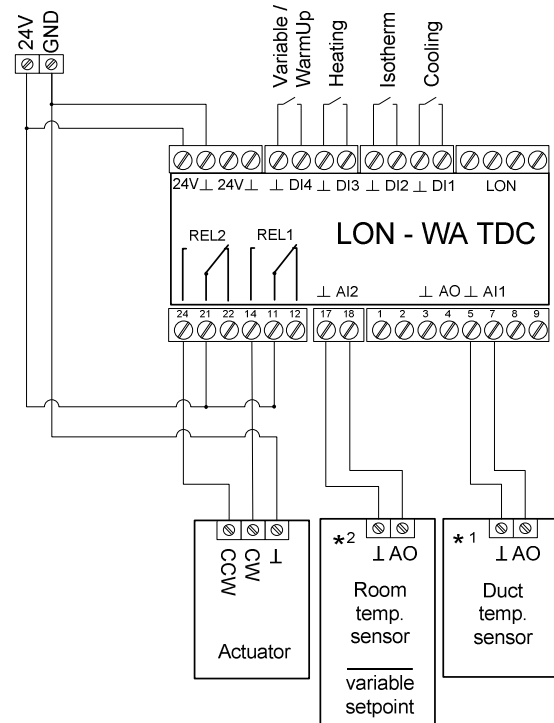 24V
GND
Variable /
WarmUp
Heating
Isotherm
Cooling
24V ⊥ 24V ⊥ ⊥ DI4 ⊥ DI3 ⊥ DI2 ⊥ DI1 LON
REL2 REL1
LON - WA TDC
⊥ AI2 ⊥ AO ⊥ AI1
24 21 22 14 11 12 17 18 1 2 3 4 5 7 8 9
CCW
CW
⊥
Actuator
*2
⊥ AO
Room
temp.
sensor
variable
setpoint
*1
⊥ AO
Duct
temp.
sensor